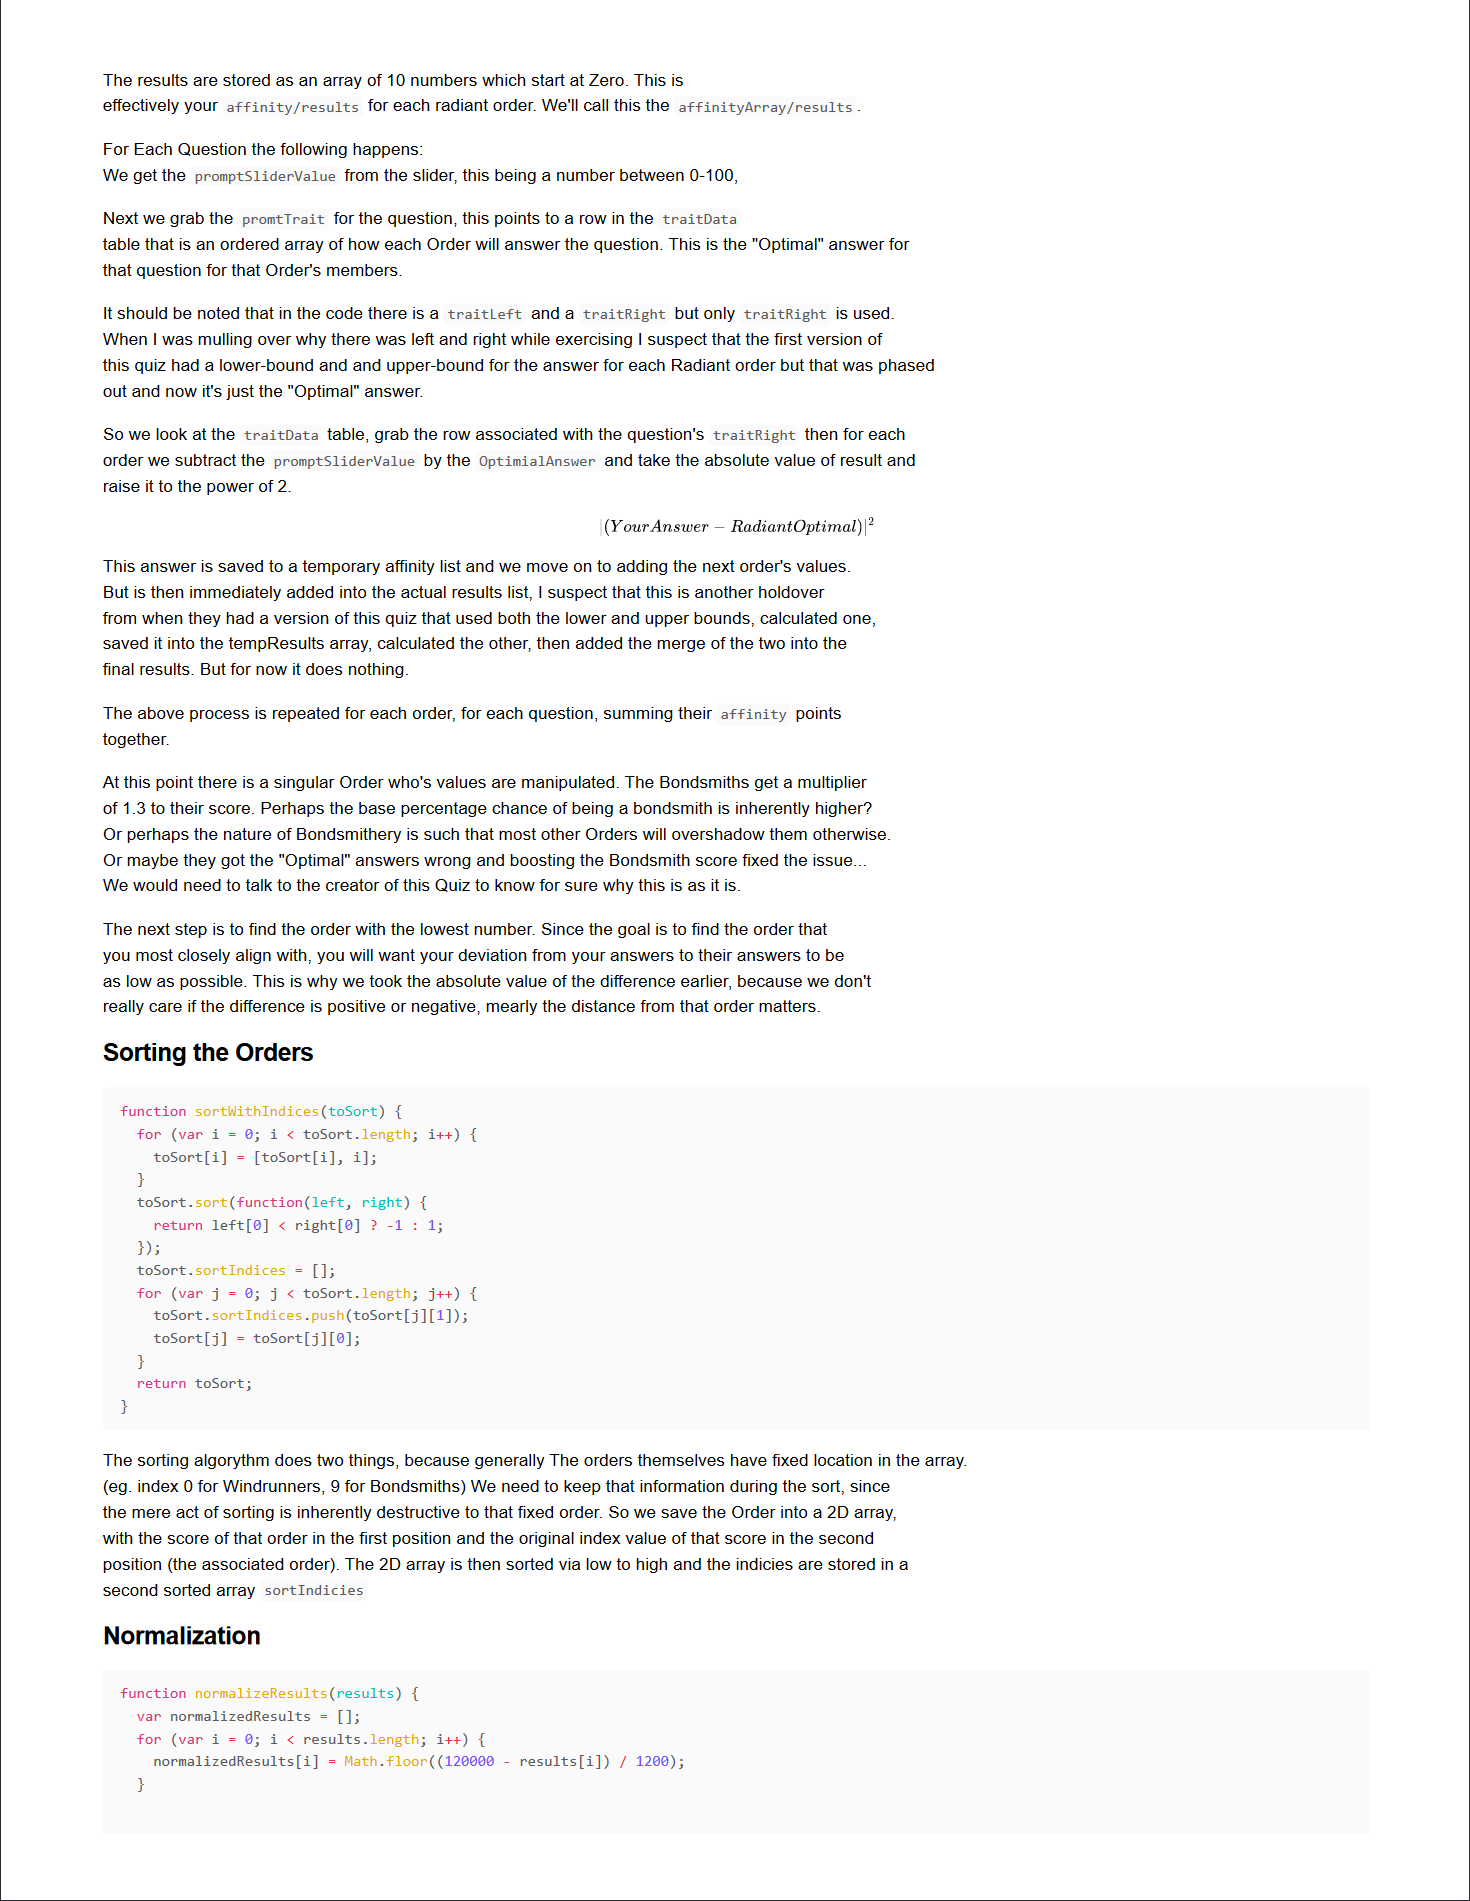 The results are stored as an array of 10 numbers which start at Zero. This is
effectively your affinity/results for each radiant order. We'll call this the affinityArray/results.
For Each Question the following happens:
We get the promptSliderValue from the slider, this being a number between 0-100,
Next we grab the promtTrait for the question, this points to a row in the traitData
table that is an ordered array of how each Order will answer the question. This is the "Optimal" answer for
that question for that Order's members.
It should be noted that in the code there is a traitLeft and a traitRight but only traitRight is used.
When I was mulling over why there was left and right while exercising I suspect that the first version of
this quiz had a lower-bound and and upper-bound for the answer for each Radiant order but that was phased
out and now it's just the "Optimal" answer.
So we look at the traitData table, grab the row associated with the question's traitRight then for each
order we subtract the promptSliderValue by the OptimialAnswer and take the absolute value of result and
raise it to the power of 2.
|(YourAnswer − RadiantOptimal)|²
This answer is saved to a temporary affinity list and we move on to adding the next order's values.
But is then immediately added into the actual results list, I suspect that this is another holdover
from when they had a version of this quiz that used both the lower and upper bounds, calculated one,
saved it into the tempResults array, calculated the other, then added the merge of the two into the
final results. But for now it does nothing.
The above process is repeated for each order, for each question, summing their affinity points
together.
At this point there is a singular Order who's values are manipulated. The Bondsmiths get a multiplier
of 1.3 to their score. Perhaps the base percentage chance of being a bondsmith is inherently higher?
Or perhaps the nature of Bondsmithery is such that most other Orders will overshadow them otherwise.
Or maybe they got the "Optimal" answers wrong and boosting the Bondsmith score fixed the issue...
We would need to talk to the creator of this Quiz to know for sure why this is as it is.
The next step is to find the order with the lowest number. Since the goal is to find the order that
you most closely align with, you will want your deviation from your answers to their answers to be
as low as possible. This is why we took the absolute value of the difference earlier, because we don't
really care if the difference is positive or negative, mearly the distance from that order matters.
Sorting the Orders
function sortWithIndices(toSort) {
  for (var i = 0; i < toSort.length; i++) {
    toSort[i] = [toSort[i], i];
  }
  toSort.sort(function(left, right) {
    return left[0] < right[0] ? -1 : 1;
  });
  toSort.sortIndices = [];
  for (var j = 0; j < toSort.length; j++) {
    toSort.sortIndices.push(toSort[j][1]);
    toSort[j] = toSort[j][0];
  }
  return toSort;
}
The sorting algorythm does two things, because generally The orders themselves have fixed location in the array.
(eg. index 0 for Windrunners, 9 for Bondsmiths) We need to keep that information during the sort, since
the mere act of sorting is inherently destructive to that fixed order. So we save the Order into a 2D array,
with the score of that order in the first position and the original index value of that score in the second
position (the associated order). The 2D array is then sorted via low to high and the indicies are stored in a
second sorted array sortIndicies
Normalization
function normalizeResults(results) {
  var normalizedResults = [];
  for (var i = 0; i < results.length; i++) {
    normalizedResults[i] = Math.floor((120000 - results[i]) / 1200);
  }